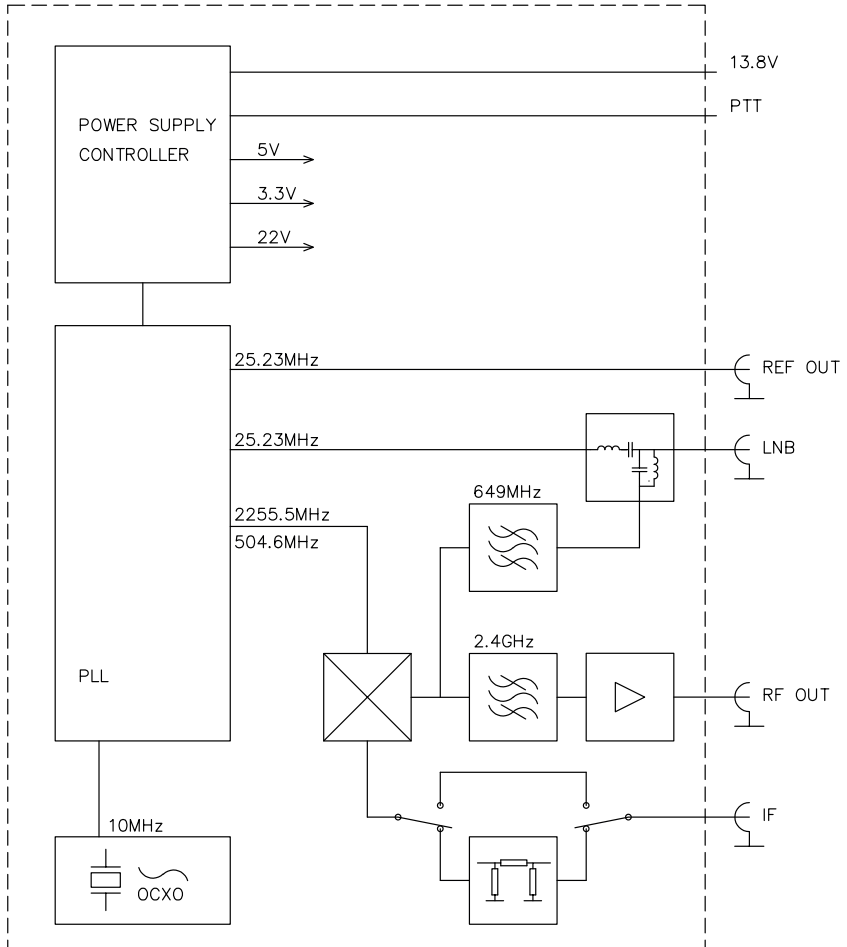 13.8V
PTT
POWER SUPPLY
CONTROLLER
5V
3.3V
22V
25.23MHz
REF OUT
25.23MHz
LNB
649MHz
2255.5MHz
504.6MHz
2.4GHz
PLL
RF OUT
10MHz
IF
OCXO